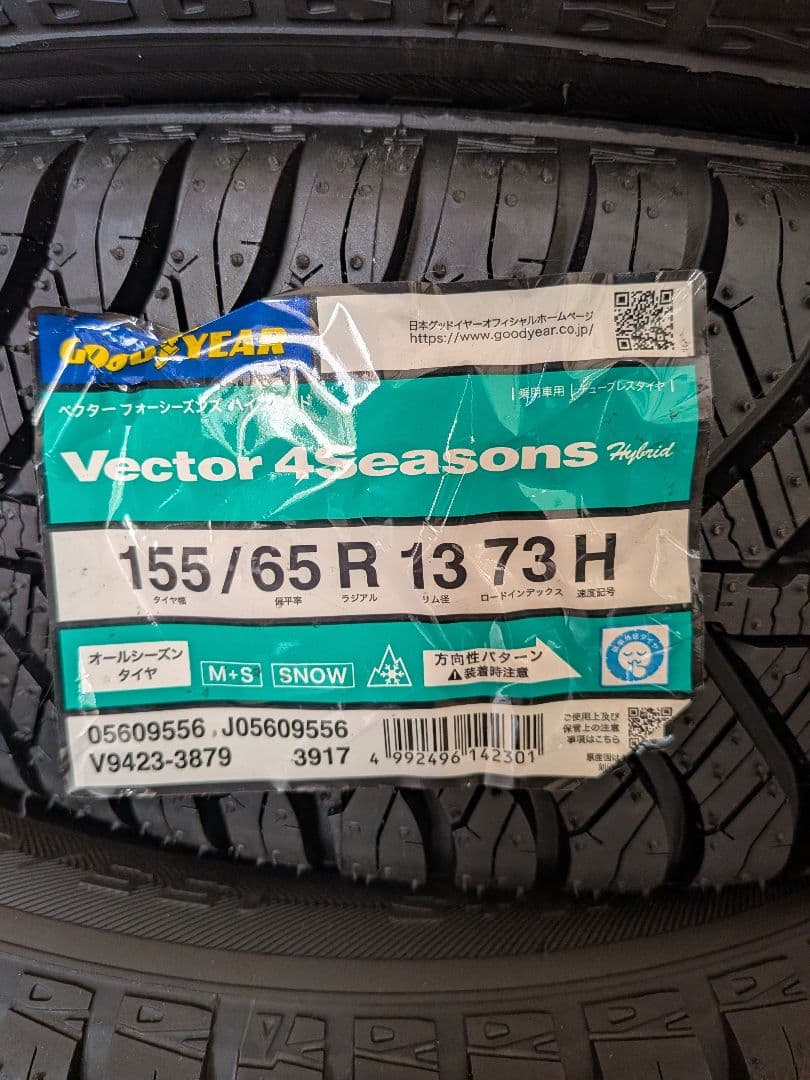 GOODYEAR
日本グッドイヤーオフィシャルホームページ
https://www.goodyear.co.jp/
ベクター フォーシーズンズ
乗用車用 チューブレスタイヤ
Vector 4Seasons Hybrid
155 / 65 R 13 73 H
タイヤ幅 偏平率 ラジアル リム径 ロードインデックス 速度記号
オールシーズン
タイヤ
M+S SNOW
方向性パターン
⚠装着時注意
05609556 J05609556
V9423-3879 3917
4 992496 142301
ご使用上及び
保管上の注意
事項はこちら
原産国は